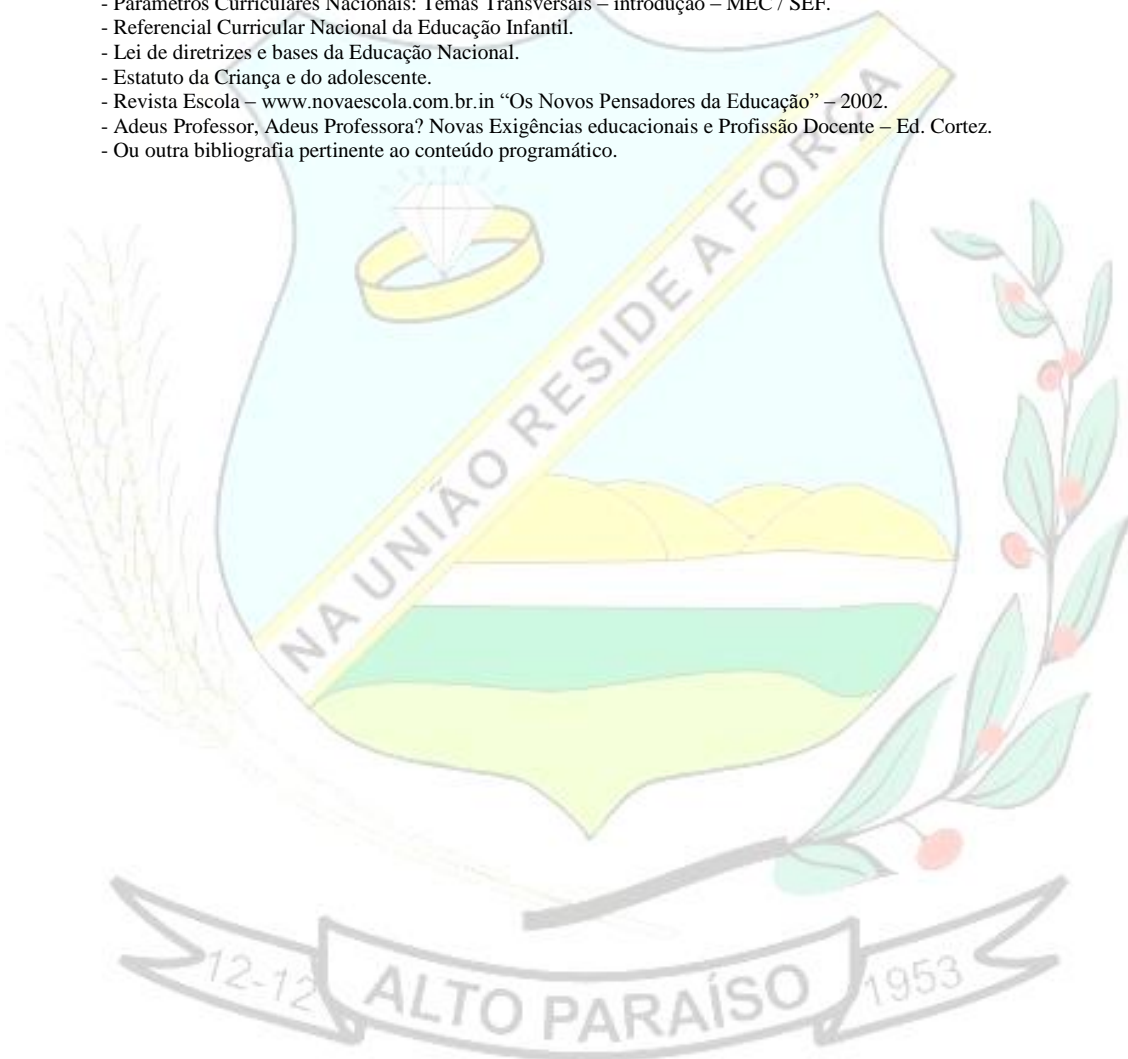 - Parâmetros Curriculares Nacionais: Temas Transversais – introdução – MEC / SEF.
- Referencial Curricular Nacional da Educação Infantil.
- Lei de diretrizes e bases da Educação Nacional.
- Estatuto da Criança e do adolescente.
- Revista Escola – www.novaescola.com.br.in “Os Novos Pensadores da Educação” – 2002.
- Adeus Professor, Adeus Professora? Novas Exigências educacionais e Profissão Docente – Ed. Cortez.
- Ou outra bibliografia pertinente ao conteúdo programático.
NA UNIÃO RESIDE A FORÇA
12-12 ALTO PARAÍSO 1953